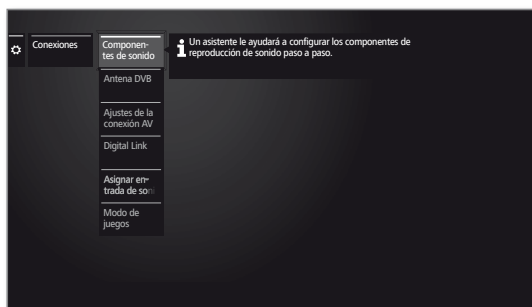 Conexiones
Componen-
tes de sonido
Un asistente le ayudará a configurar los componentes de
reproducción de sonido paso a paso.
Antena DVB
Ajustes de la
conexión AV
Digital Link
Asignar en-
trada de soni
Modo de
juegos